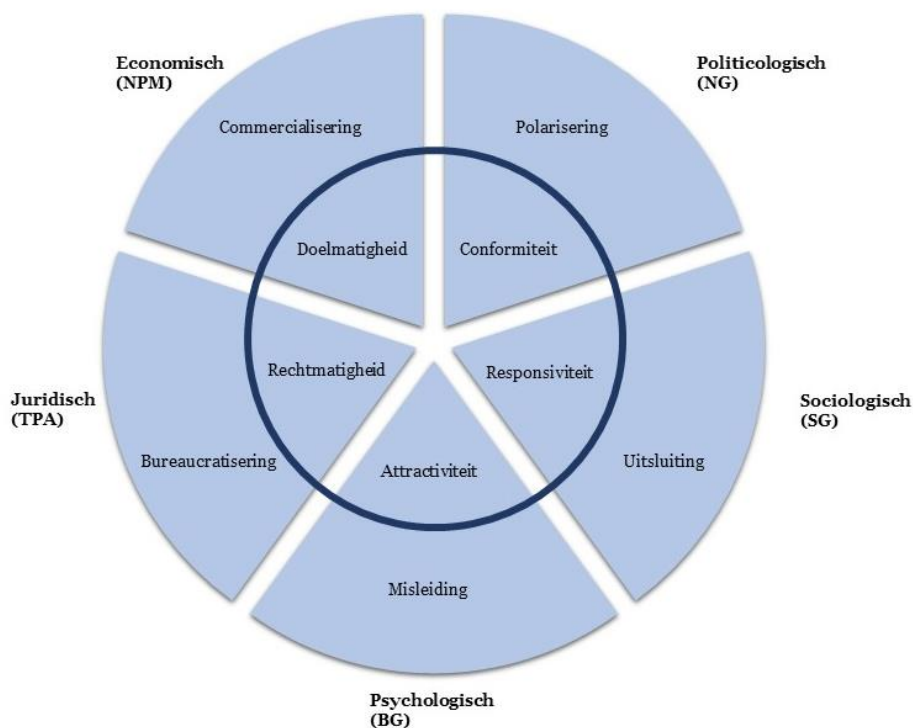 Economisch
(NPM)
Politicologisch
(NG)
Commercialisering
Polarisering
Doelmatigheid
Conformiteit
Juridisch
(TPA)
Rechtmatigheid
Responsiviteit
Sociologisch
(SG)
Bureaucratisering
Attractiviteit
Uitsluiting
Misleiding
Psychologisch
(BG)